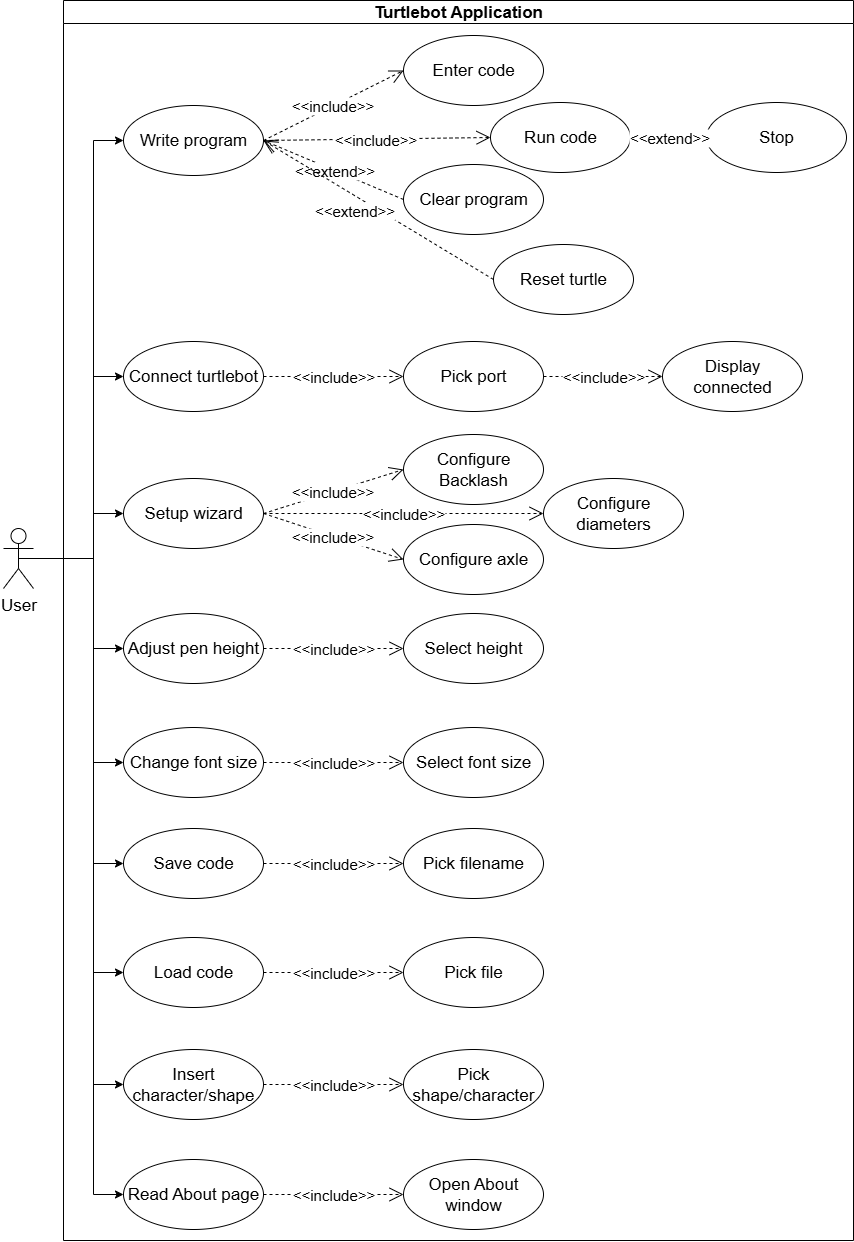 Turtlebot Application
Enter code
<<include>>
Write program
<<include>>
Run code
<<extend>>
Stop
<<extend>>
Clear program
<<extend>>
Reset turtle
Connect turtlebot
<<include>>
Pick port
<<include>>
Display
connected
Configure
Backlash
<<include>>
Setup wizard
<<include>>
Configure
diameters
<<include>>
Configure axle
User
Adjust pen height
<<include>>
Select height
Change font size
<<include>>
Select font size
Save code
<<include>>
Pick filename
Load code
<<include>>
Pick file
Insert
character/shape
<<include>>
Pick
shape/character
Read About page
<<include>>
Open About
window